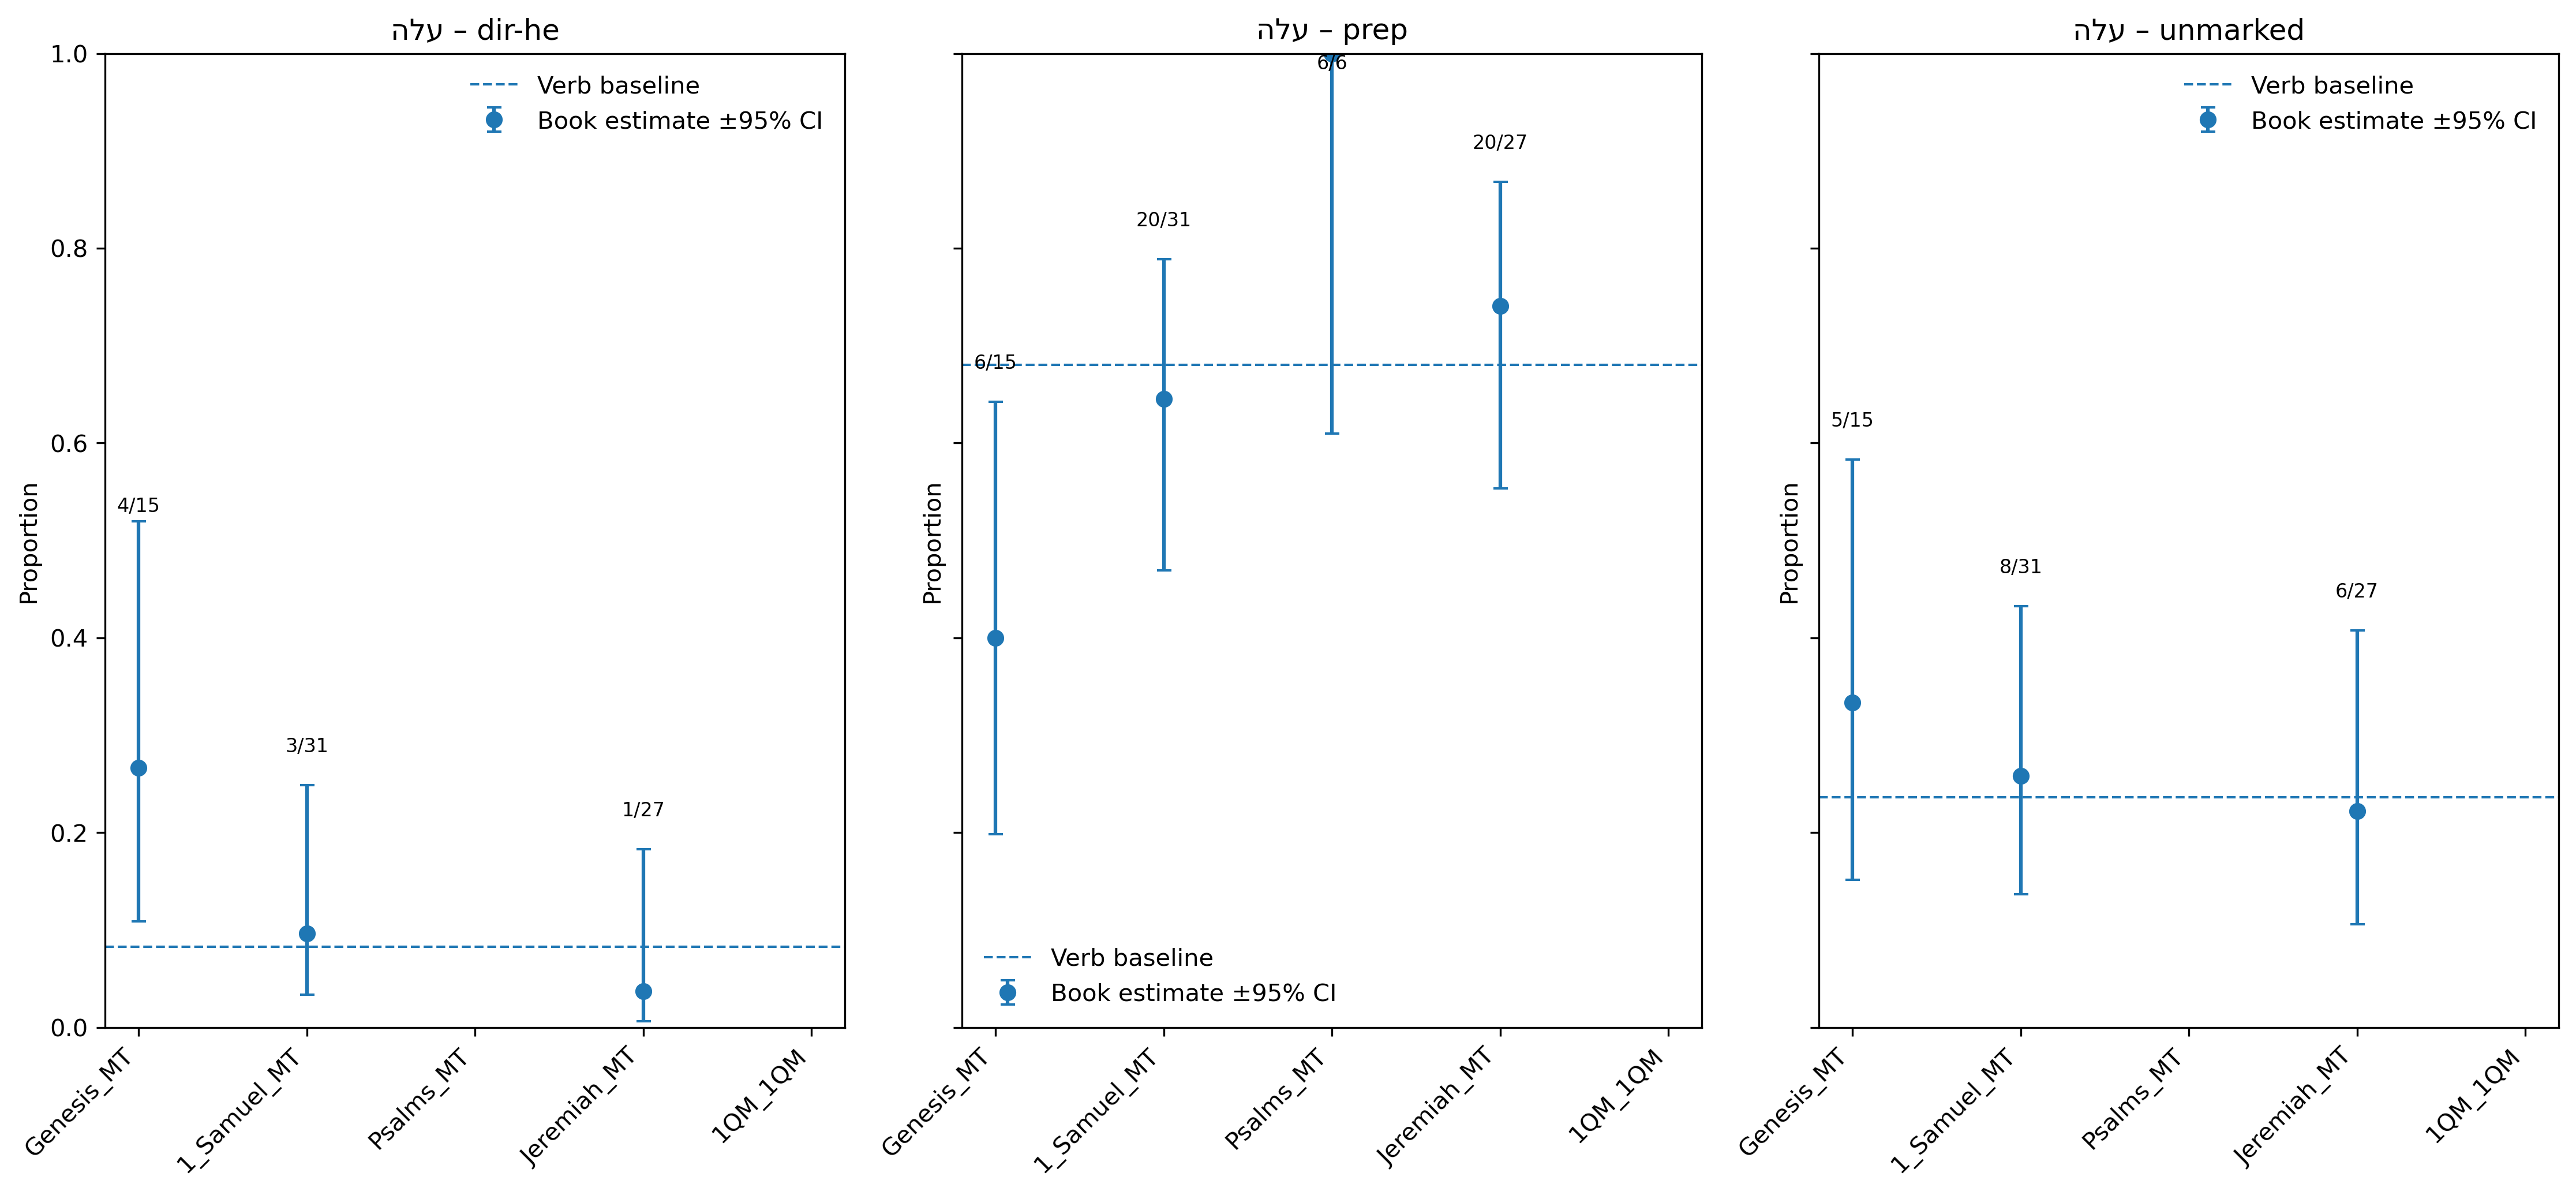 עלה – dir-he
Verb baseline
Book estimate ±95% CI
Proportion
1.0
0.8
0.6
0.4
0.2
0.0
4/15
3/31
1/27
Genesis_MT
1_Samuel_MT
Psalms_MT
Jeremiah_MT
1QM_1QM
עלה – prep
6/6
20/27
20/31
6/15
Proportion
Verb baseline
Book estimate ±95% CI
Genesis_MT
1_Samuel_MT
Psalms_MT
Jeremiah_MT
1QM_1QM
עלה – unmarked
Verb baseline
Book estimate ±95% CI
Proportion
5/15
8/31
6/27
Genesis_MT
1_Samuel_MT
Psalms_MT
Jeremiah_MT
1QM_1QM